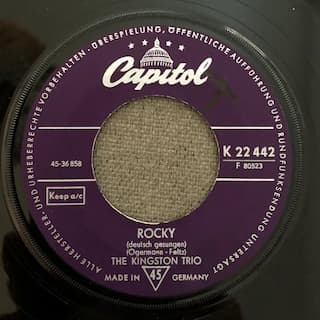 ALLE HERSTELLER- UND URHEBERRECHTE VORBEHALTEN · ÜBERSPIELUNG, ÖFFENTLICHE AUFFÜHRUNG UND RUNDFUNKSENDUNG UNTERSAGT
Capitol
45-36 858
K 22 442
F 80523
Keep a/c
ROCKY
(deutsch gesungen)
(Ogermann - Feltz)
THE KINGSTON TRIO
MADE IN 45 GERMANY